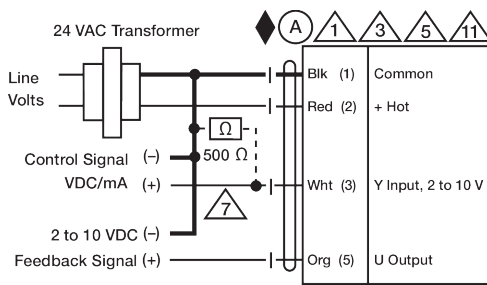 24 VAC Transformer
A 1 3 5 11
Line
Volts
Blk (1) Common
Red (2) + Hot
Ω
500 Ω
Control Signal (–)
VDC/mA (+)
Wht (3) Y Input, 2 to 10 V
7
2 to 10 VDC (–)
Feedback Signal (+)
Org (5) U Output